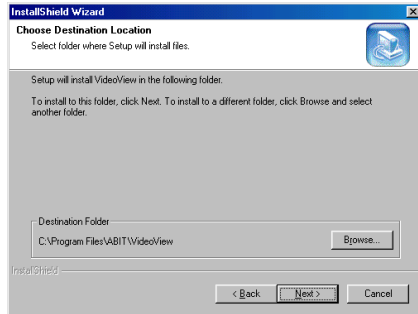 InstallShield Wizard
Choose Destination Location
Select folder where Setup will install files.
Setup will install VideoView in the following folder.
To install to this folder, click Next. To install to a different folder, click Browse and select
another folder.
Destination Folder
C:\Program Files\ABIT\VideoView
Browse...
InstallShield
< Back
Next >
Cancel